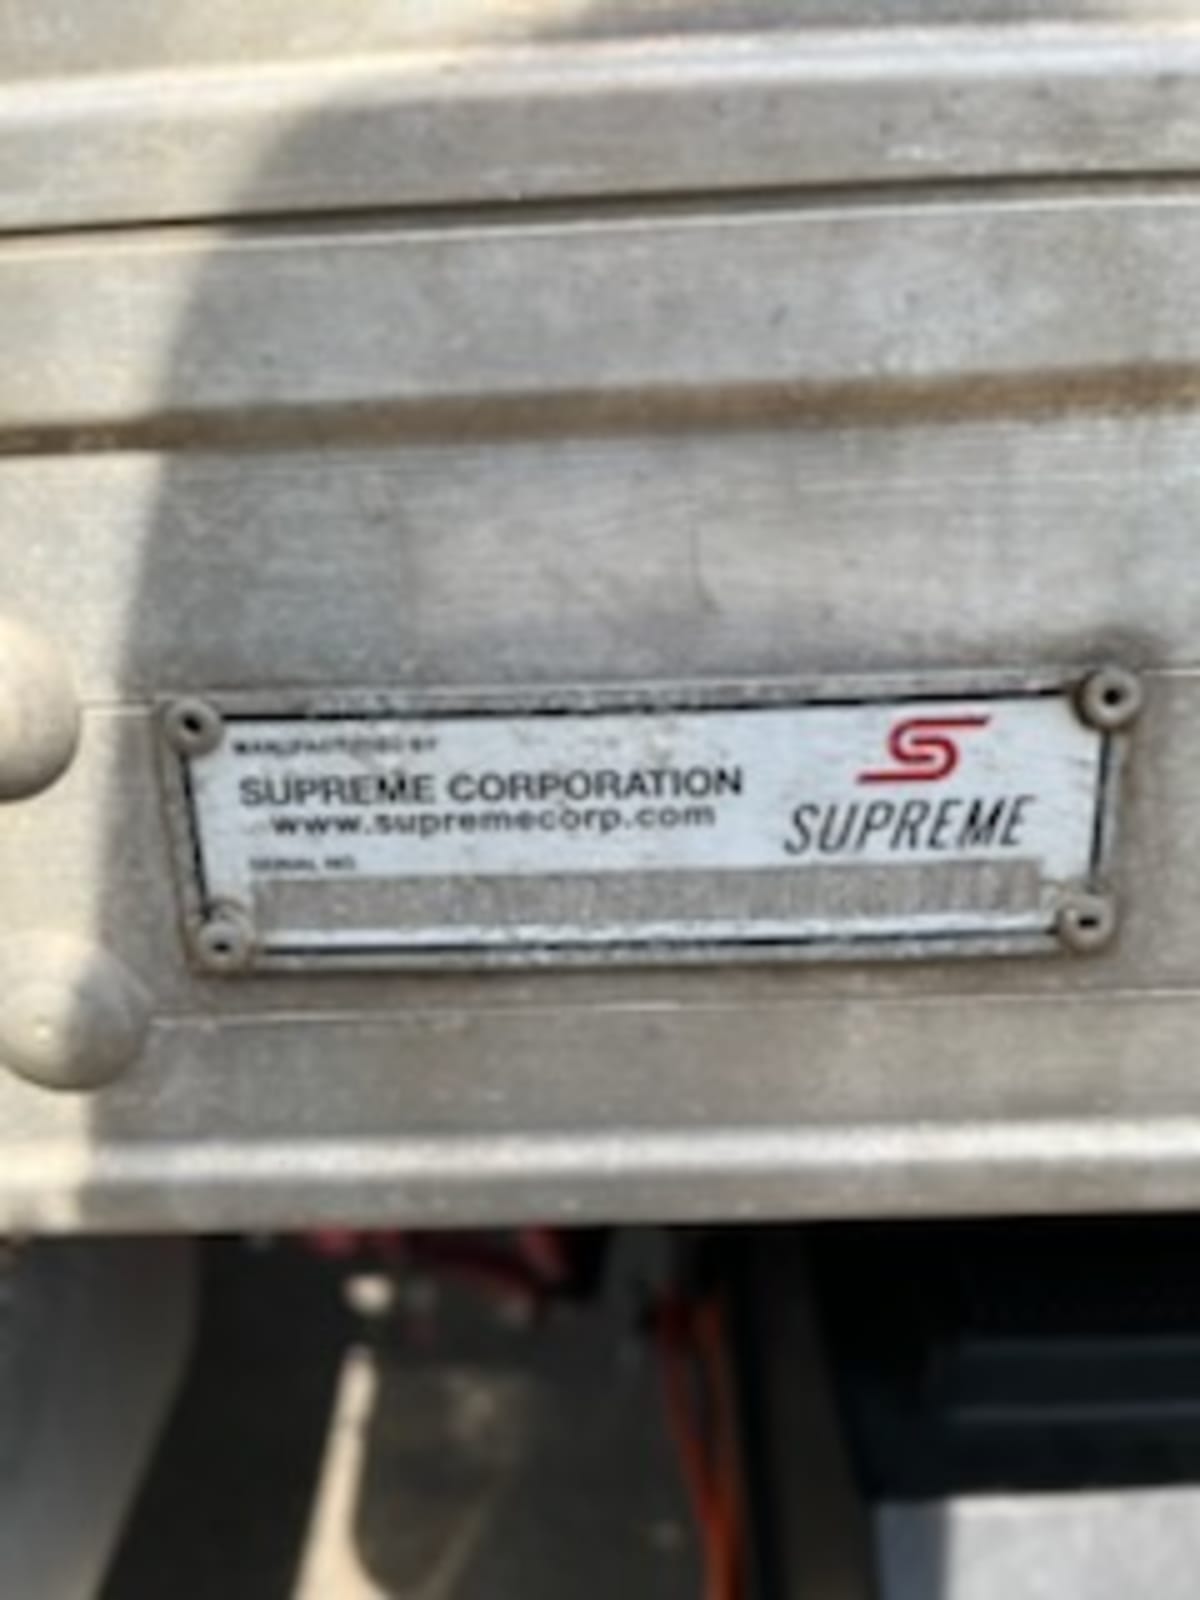 MANUFACTURED BY
SUPREME CORPORATION
www.supremecorp.com
SUPREME
SERIAL NO.